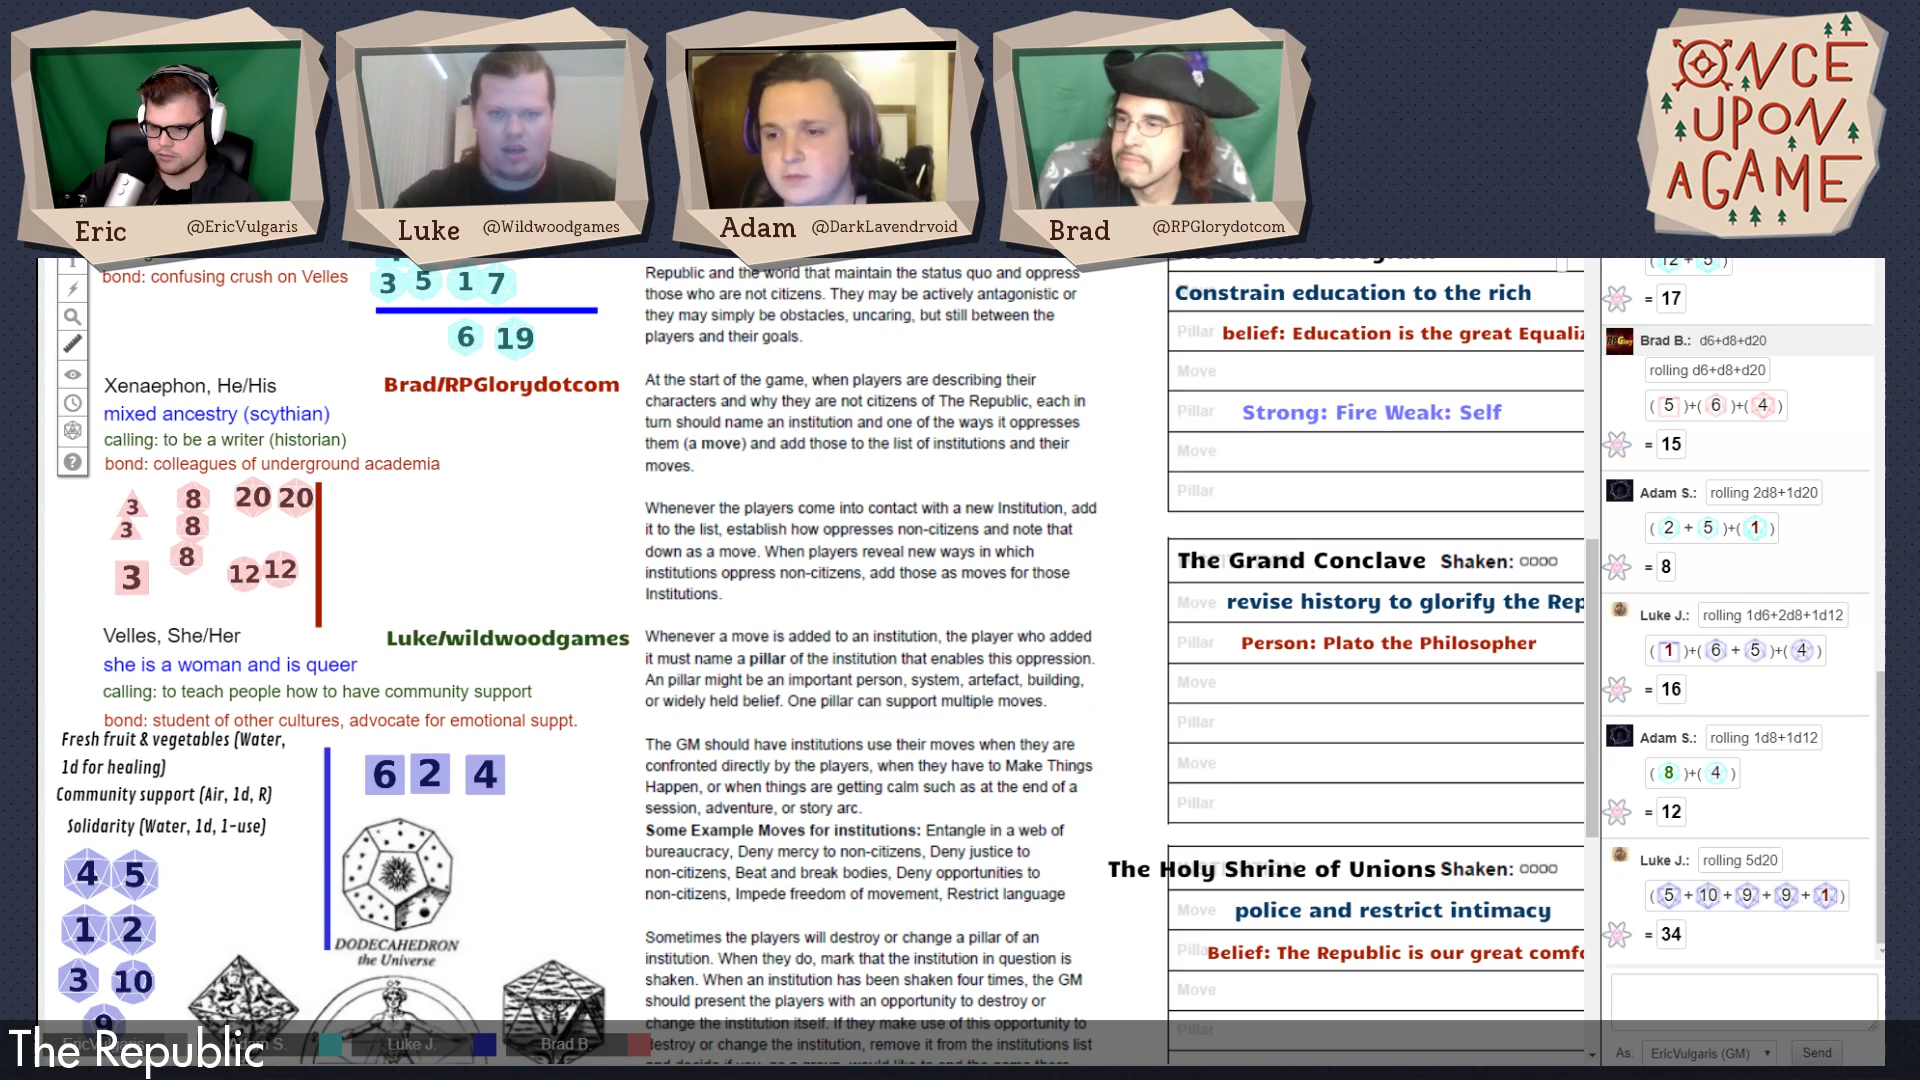 Eric
@EricVulgaris
Luke
@Wildwoodgames
Adam
@DarkLavendrvoid
Brad
@RPGlorydotcom
ONCE
UPON
A GAME
bond: confusing crush on Velles
3 5 1 7
6 19
Xenaephon, He/His
Brad/RPGlorydotcom
mixed ancestry (scythian)
calling: to be a writer (historian)
bond: colleagues of underground academia
3 8 20 20
3 8
8
3 12 12
Velles, She/Her
Luke/wildwoodgames
she is a woman and is queer
calling: to teach people how to have community support
bond: student of other cultures, advocate for emotional suppt.
Fresh fruit & vegetables (Water,
1d for healing)
Community support (Air, 1d, R)
Solidarity (Water, 1d, 1-use)
6 2 4
4 5
1 2
3 10
9
DODECAHEDRON
the Universe
Republic and the world that maintain the status quo and oppress
those who are not citizens. They may be actively antagonistic or
they may simply be obstacles, uncaring, but still between the
players and their goals.
At the start of the game, when players are describing their
characters and why they are not citizens of The Republic, each in
turn should name an institution and one of the ways it oppresses
them (a move) and add those to the list of institutions and their
moves.
Whenever the players come into contact with a new Institution, add
it to the list, establish how oppresses non-citizens and note that
down as a move. When players reveal new ways in which
institutions oppress non-citizens, add those as moves for those
Institutions.
Whenever a move is added to an institution, the player who added
it must name a pillar of the institution that enables this oppression.
An pillar might be an important person, system, artefact, building,
or widely held belief. One pillar can support multiple moves.
The GM should have institutions use their moves when they are
confronted directly by the players, when they have to Make Things
Happen, or when things are getting calm such as at the end of a
session, adventure, or story arc.
Some Example Moves for institutions: Entangle in a web of
bureaucracy, Deny mercy to non-citizens, Deny justice to
non-citizens, Beat and break bodies, Deny opportunities to
non-citizens, Impede freedom of movement, Restrict language
Sometimes the players will destroy or change a pillar of an
institution. When they do, mark that the institution in question is
shaken. When an institution has been shaken four times, the GM
should present the players with an opportunity to destroy or
change the institution itself. If they make use of this opportunity to
destroy or change the institution, remove it from the institutions list
Constrain education to the rich
Pillar belief: Education is the great Equaliz
Move
Pillar Strong: Fire Weak: Self
Move
Pillar
The Grand Conclave Shaken: □□□□
Move revise history to glorify the Rep
Pillar Person: Plato the Philosopher
Move
Pillar
Move
Pillar
The Holy Shrine of Unions Shaken: □□□□
Move police and restrict intimacy
Belief: The Republic is our great comfo
Move
Pillar
(12 + 5)
= 17
Brad B.: d6+d8+d20
rolling d6+d8+d20
(5)+(6)+(4)
= 15
Adam S.: rolling 2d8+1d20
(2 + 5)+(1)
= 8
Luke J.: rolling 1d6+2d8+1d12
(1)+(6 + 5)+(4)
= 16
Adam S.: rolling 1d8+1d12
(8)+(4)
= 12
Luke J.: rolling 5d20
(5 + 10 + 9 + 9 + 1)
= 34
As: EricVulgaris (GM) Send
The Republic
Luke J.
Brad B.